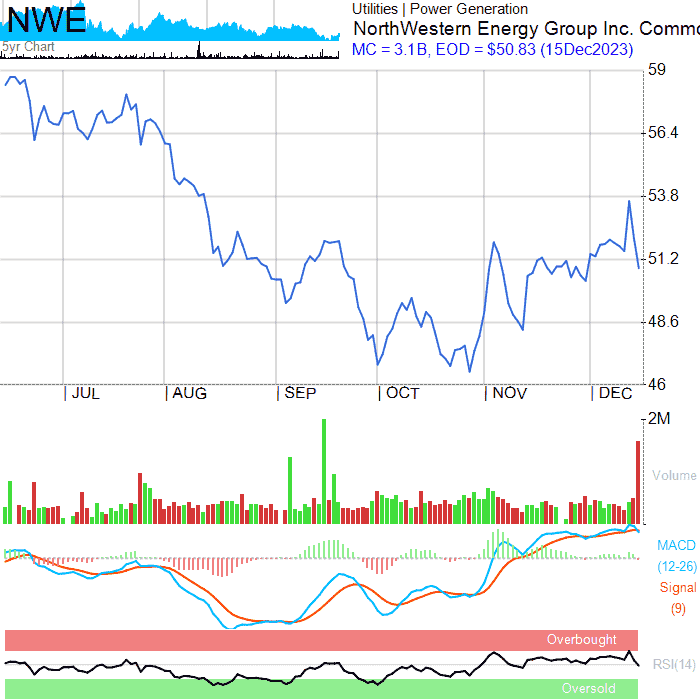 NWE
5yr Chart
Utilities | Power Generation
NorthWestern Energy Group Inc. Commo
MC = 3.1B, EOD = $50.83 (15Dec2023)
59
56.4
53.8
51.2
48.6
46
| JUL | AUG | SEP | OCT | NOV | DEC
2M
Volume
MACD
(12-26)
Signal
(9)
Overbought
RSI(14)
Oversold